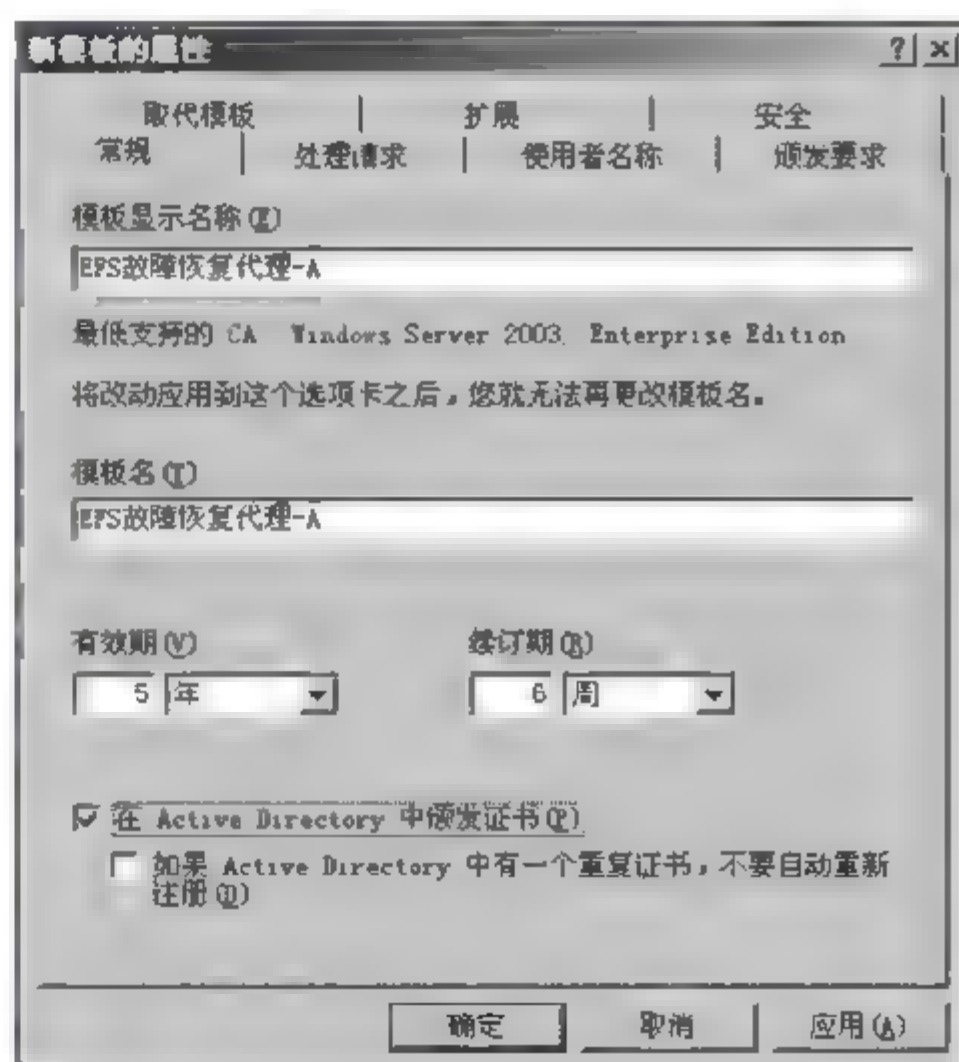 新模板的属性
取代模板 扩展 安全
常规 处理请求 使用者名称 颁发要求
模板显示名称(E)
EFS故障恢复代理-A
最低支持的 CA Windows Server 2003, Enterprise Edition
将改动应用到这个选项卡之后，您就无法再更改模板名。
模板名(T)
EFS故障恢复代理-A
有效期(V) 续订期(R)
5 年 6 周
在 Active Directory 中颁发证书(P)
如果 Active Directory 中有一个重复证书，不要自动重新
注册(D)
确定 取消 应用(A)